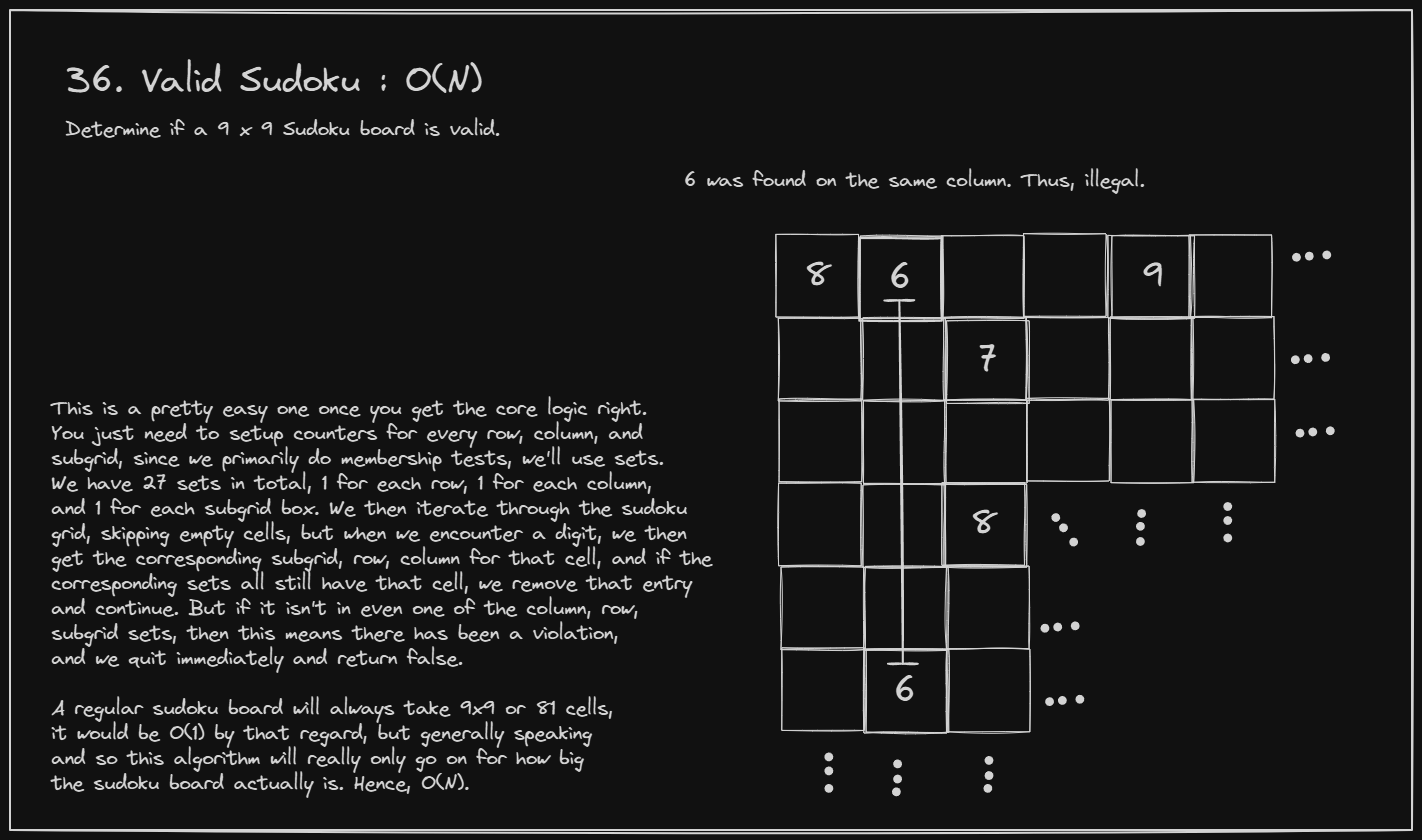 36. Valid Sudoku : O(N)
Determine if a 9 x 9 Sudoku board is valid.
6 was found on the same column. Thus, illegal.
8 6 9
7
8
6
This is a pretty easy one once you get the core logic right.
You just need to setup counters for every row, column, and
subgrid, since we primarily do membership tests, we'll use sets.
We have 27 sets in total, 1 for each row, 1 for each column,
and 1 for each subgrid box. We then iterate through the sudoku
grid, skipping empty cells, but when we encounter a digit, we then
get the corresponding subgrid, row, column for that cell, and if the
corresponding sets all still have that cell, we remove that entry
and continue. But if it isn't in even one of the column, row,
subgrid sets, then this means there has been a violation,
and we quit immediately and return false.
A regular sudoku board will always take 9x9 or 81 cells,
it would be O(1) by that regard, but generally speaking
and so this algorithm will really only go on for how big
the sudoku board actually is. Hence, O(N).